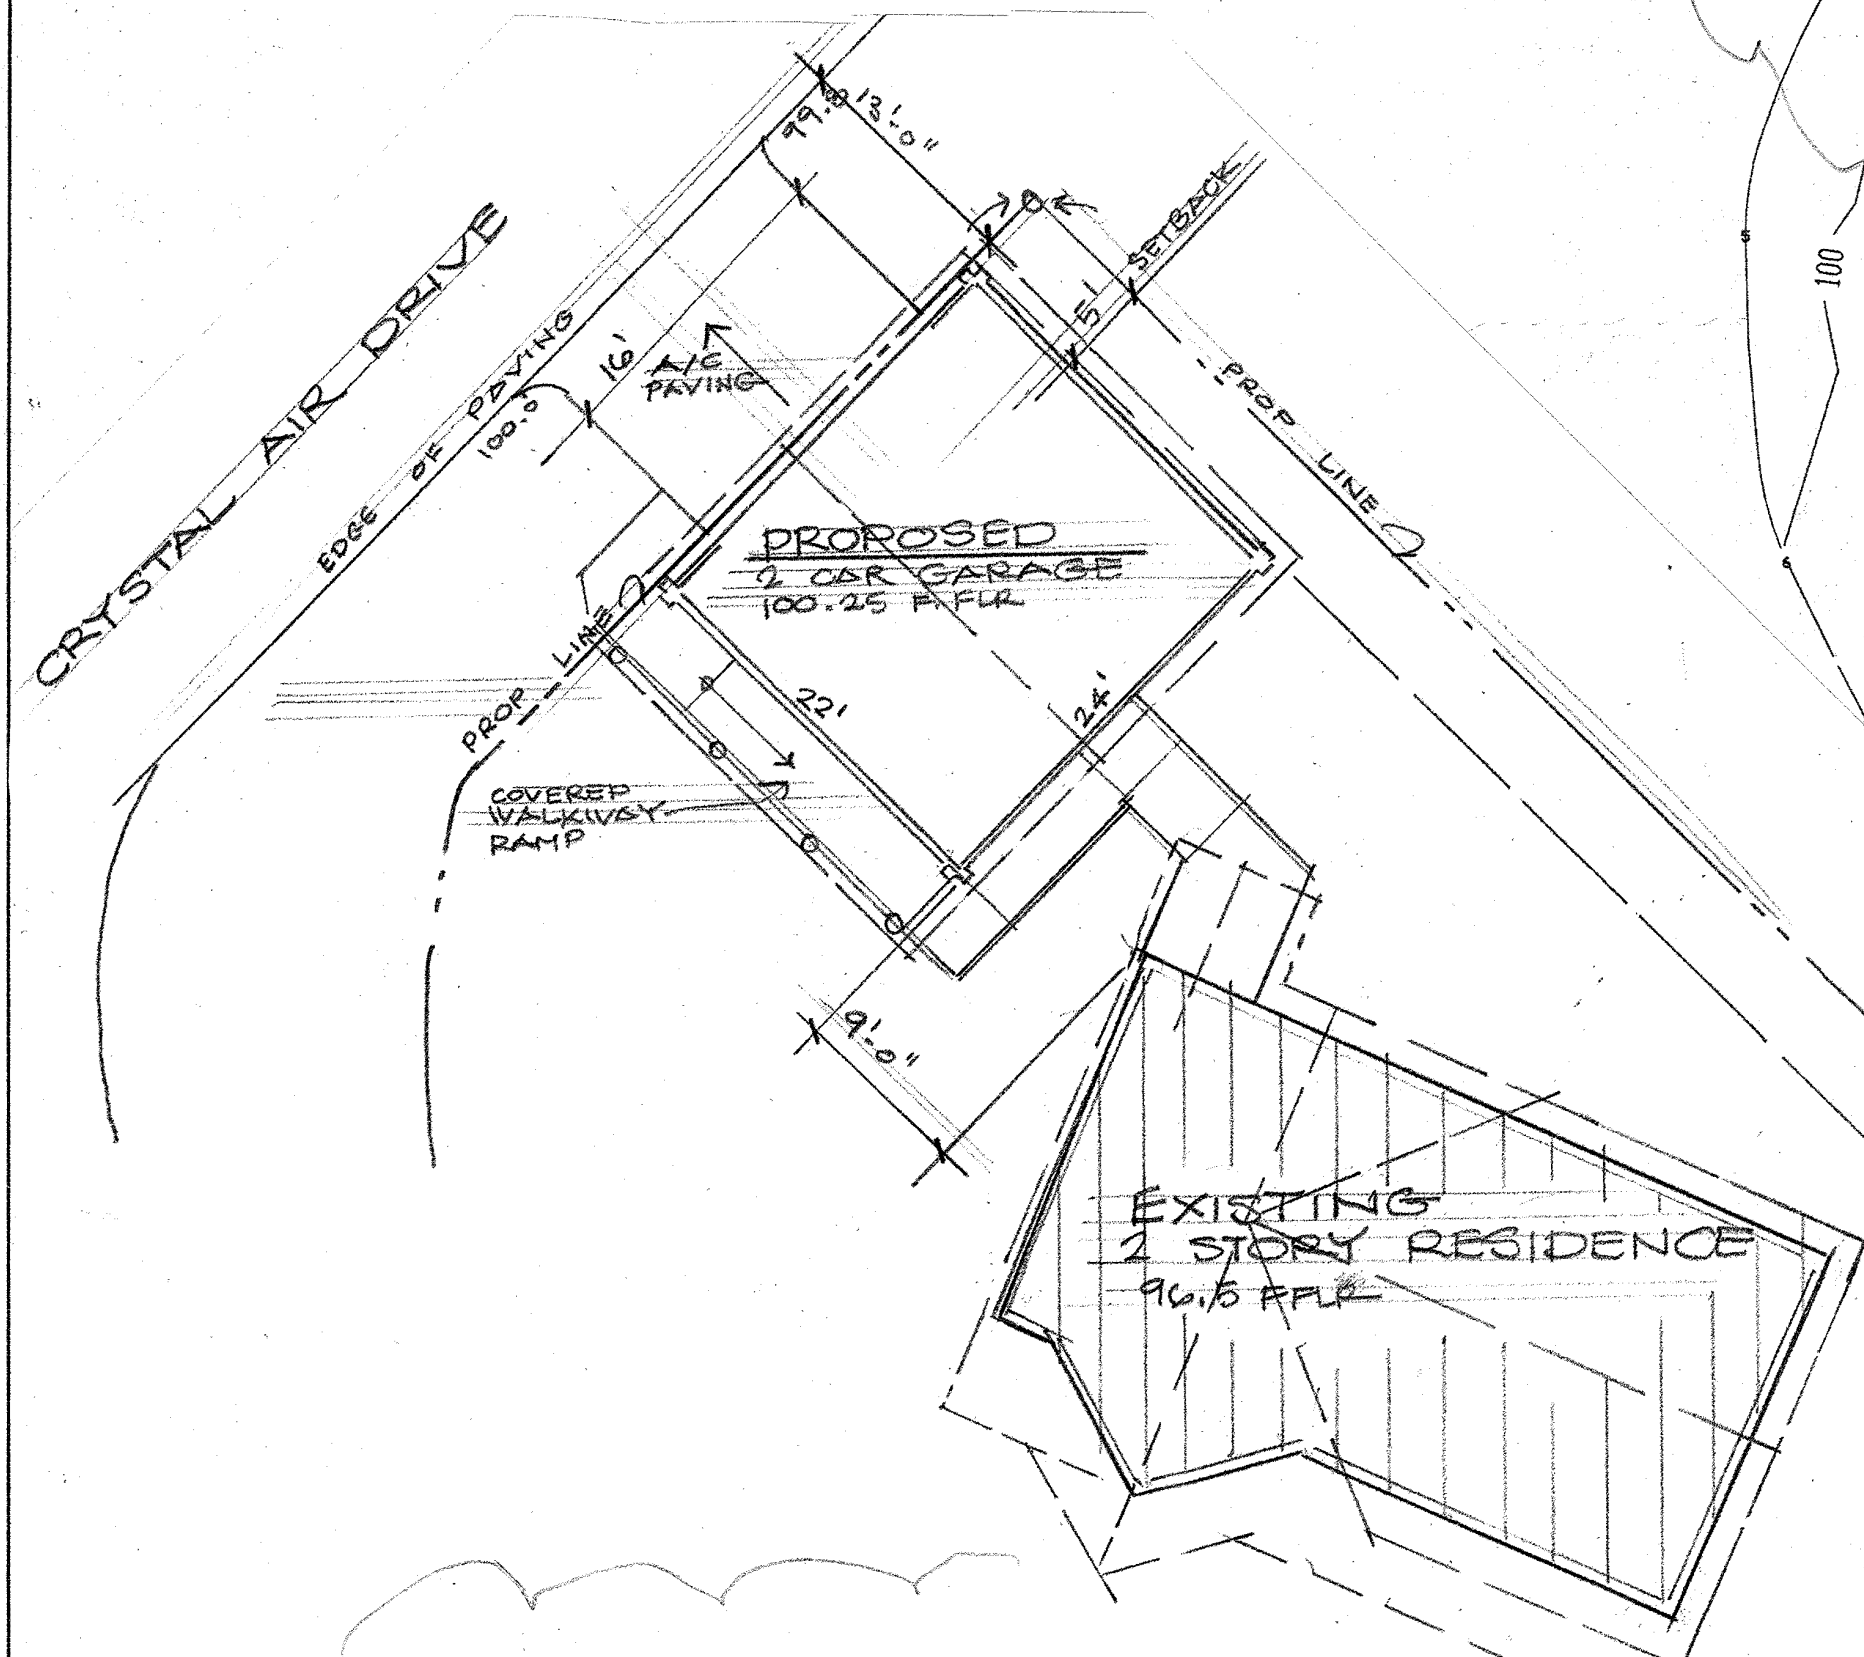 99.8
13'-0"
SETBACK
5'
CRYSTAL AIR DRIVE
EDGE OF PAVING
100.0
16'
A/C
PAVING
100
PROP LINE
PROPOSED
2 CAR GARAGE
100.25 F.FLR
PROP LINE
22'
24'
COVERED
WALKWAY
RAMP
9'-0"
EXISTING
2 STORY RESIDENCE
96.5 FFLR